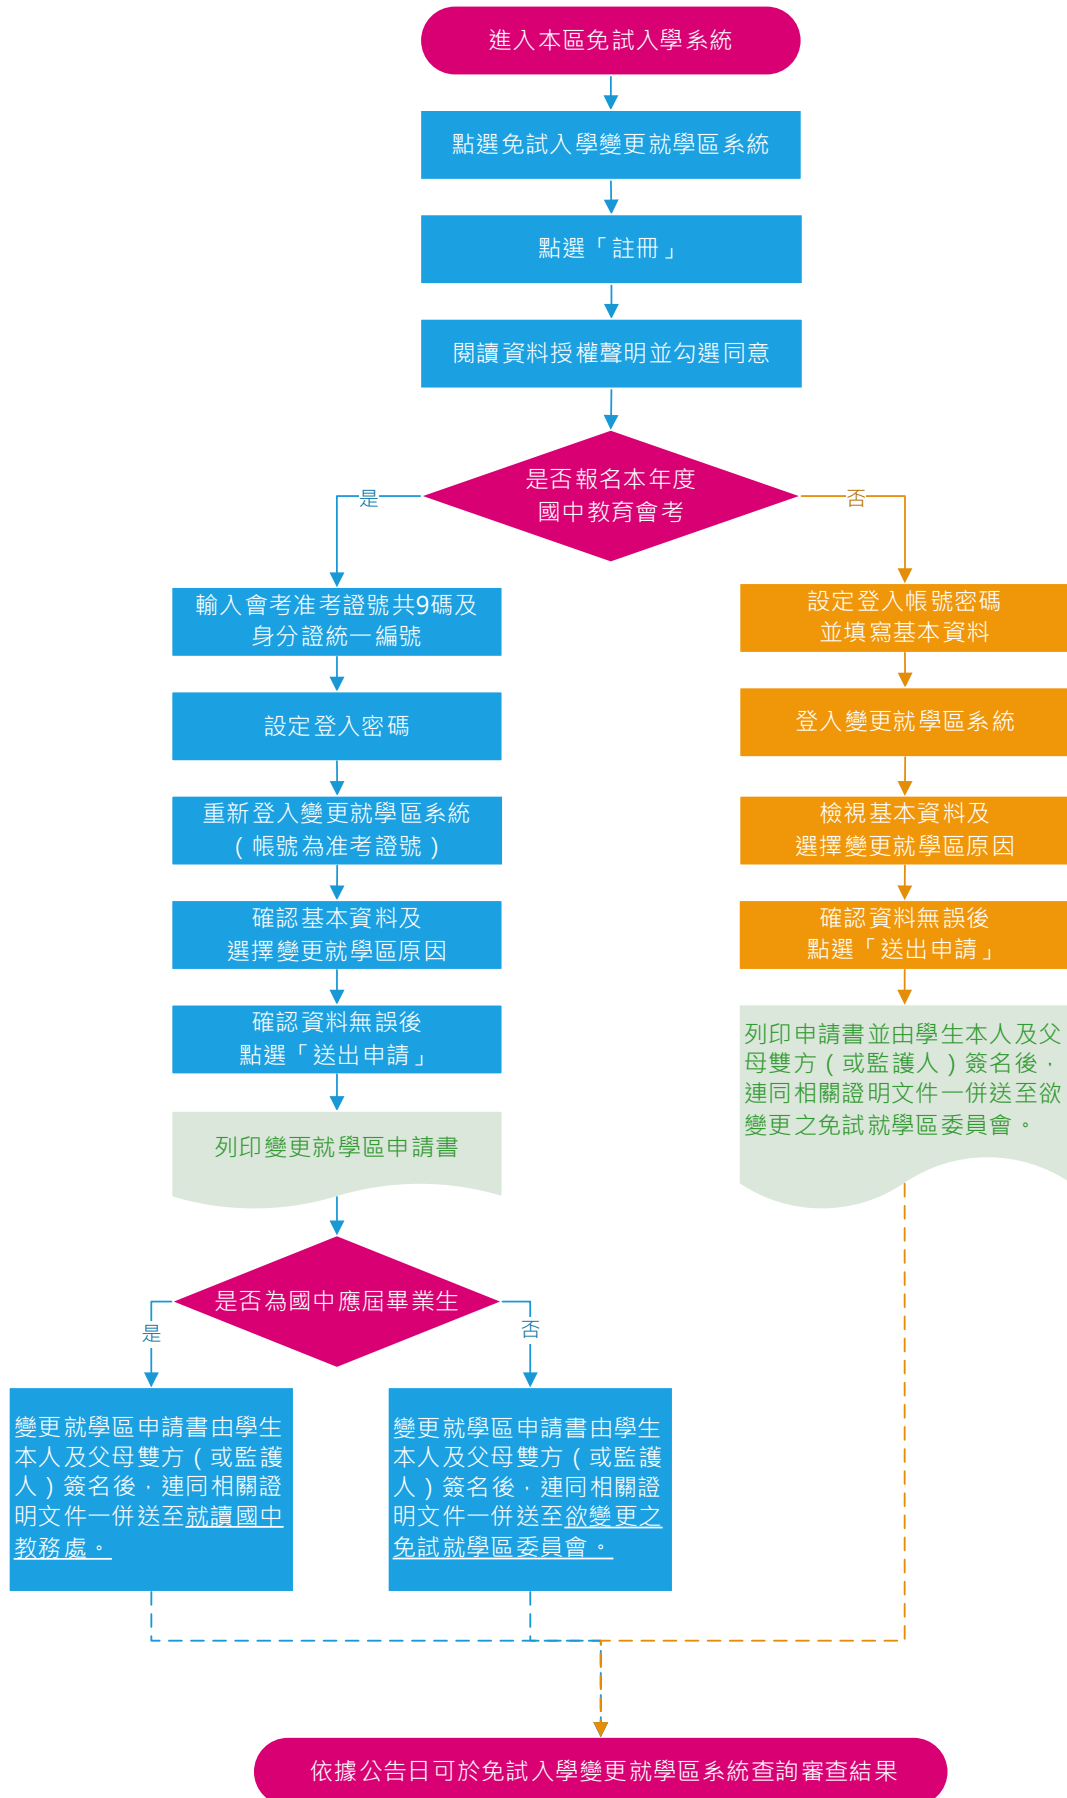 進入本區免試入學系統
點選免試入學變更就學區系統
點選「註冊」
閱讀資料授權聲明並勾選同意
是否報名本年度
國中教育會考
是
否
輸入會考准考證號共9碼及
身分證統一編號
設定登入密碼
重新登入變更就學區系統
（帳號為准考證號）
確認基本資料及
選擇變更就學區原因
確認資料無誤後
點選「送出申請」
列印變更就學區申請書
是否為國中應屆畢業生
是
否
變更就學區申請書由學生
本人及父母雙方（或監護
人）簽名後，連同相關證
明文件一併送至就讀國中
教務處。
變更就學區申請書由學生
本人及父母雙方（或監護
人）簽名後，連同相關證
明文件一併送至欲變更之
免試就學區委員會。
設定登入帳號密碼
並填寫基本資料
登入變更就學區系統
檢視基本資料及
選擇變更就學區原因
確認資料無誤後
點選「送出申請」
列印申請書並由學生本人及父
母雙方（或監護人）簽名後，
連同相關證明文件一併送至欲
變更之免試就學區委員會。
依據公告日可於免試入學變更就學區系統查詢審查結果